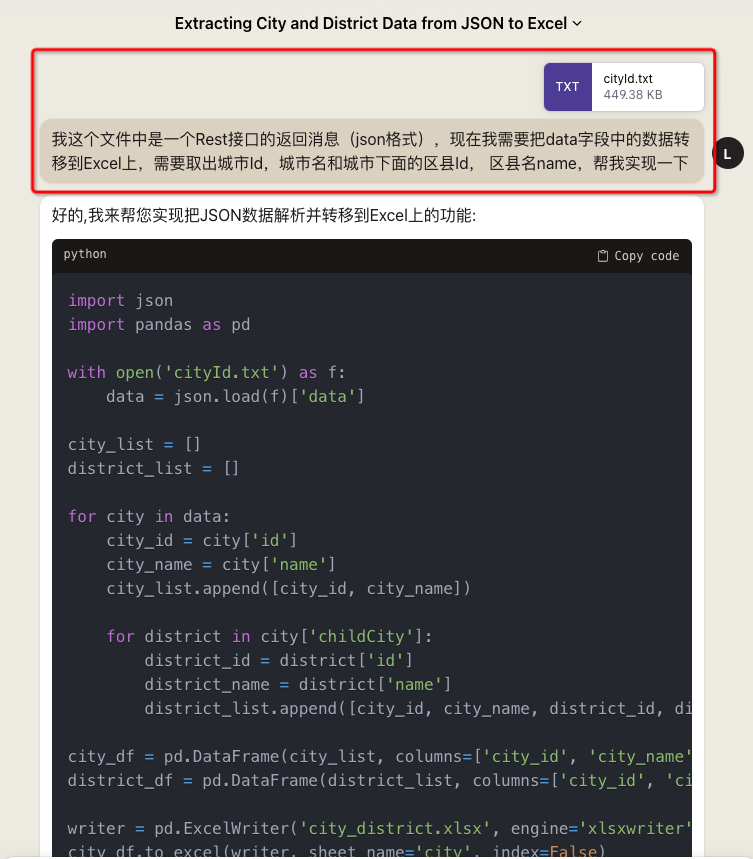 Extracting City and District Data from JSON to Excel
TXT
cityId.txt
449.38 KB
我这个文件中是一个Rest接口的返回消息（json格式），现在我需要把data字段中的数据转
移到Excel上，需要取出城市Id，城市名和城市下面的区县Id， 区县名name，帮我实现一下
L
好的,我来帮您实现把JSON数据解析并转移到Excel上的功能:
python
Copy code
import json
import pandas as pd
with open('cityId.txt') as f:
data = json.load(f)['data']
city_list = []
district_list = []
for city in data:
city_id = city['id']
city_name = city['name']
city_list.append([city_id, city_name])
for district in city['childCity']:
district_id = district['id']
district_name = district['name']
district_list.append([city_id, city_name, district_id, di
city_df = pd.DataFrame(city_list, columns=['city_id', 'city_name'
district_df = pd.DataFrame(district_list, columns=['city_id', 'ci
writer = pd.ExcelWriter('city_district.xlsx', engine='xlsxwriter'
city_df.to_excel(writer, sheet_name='city', index=False)